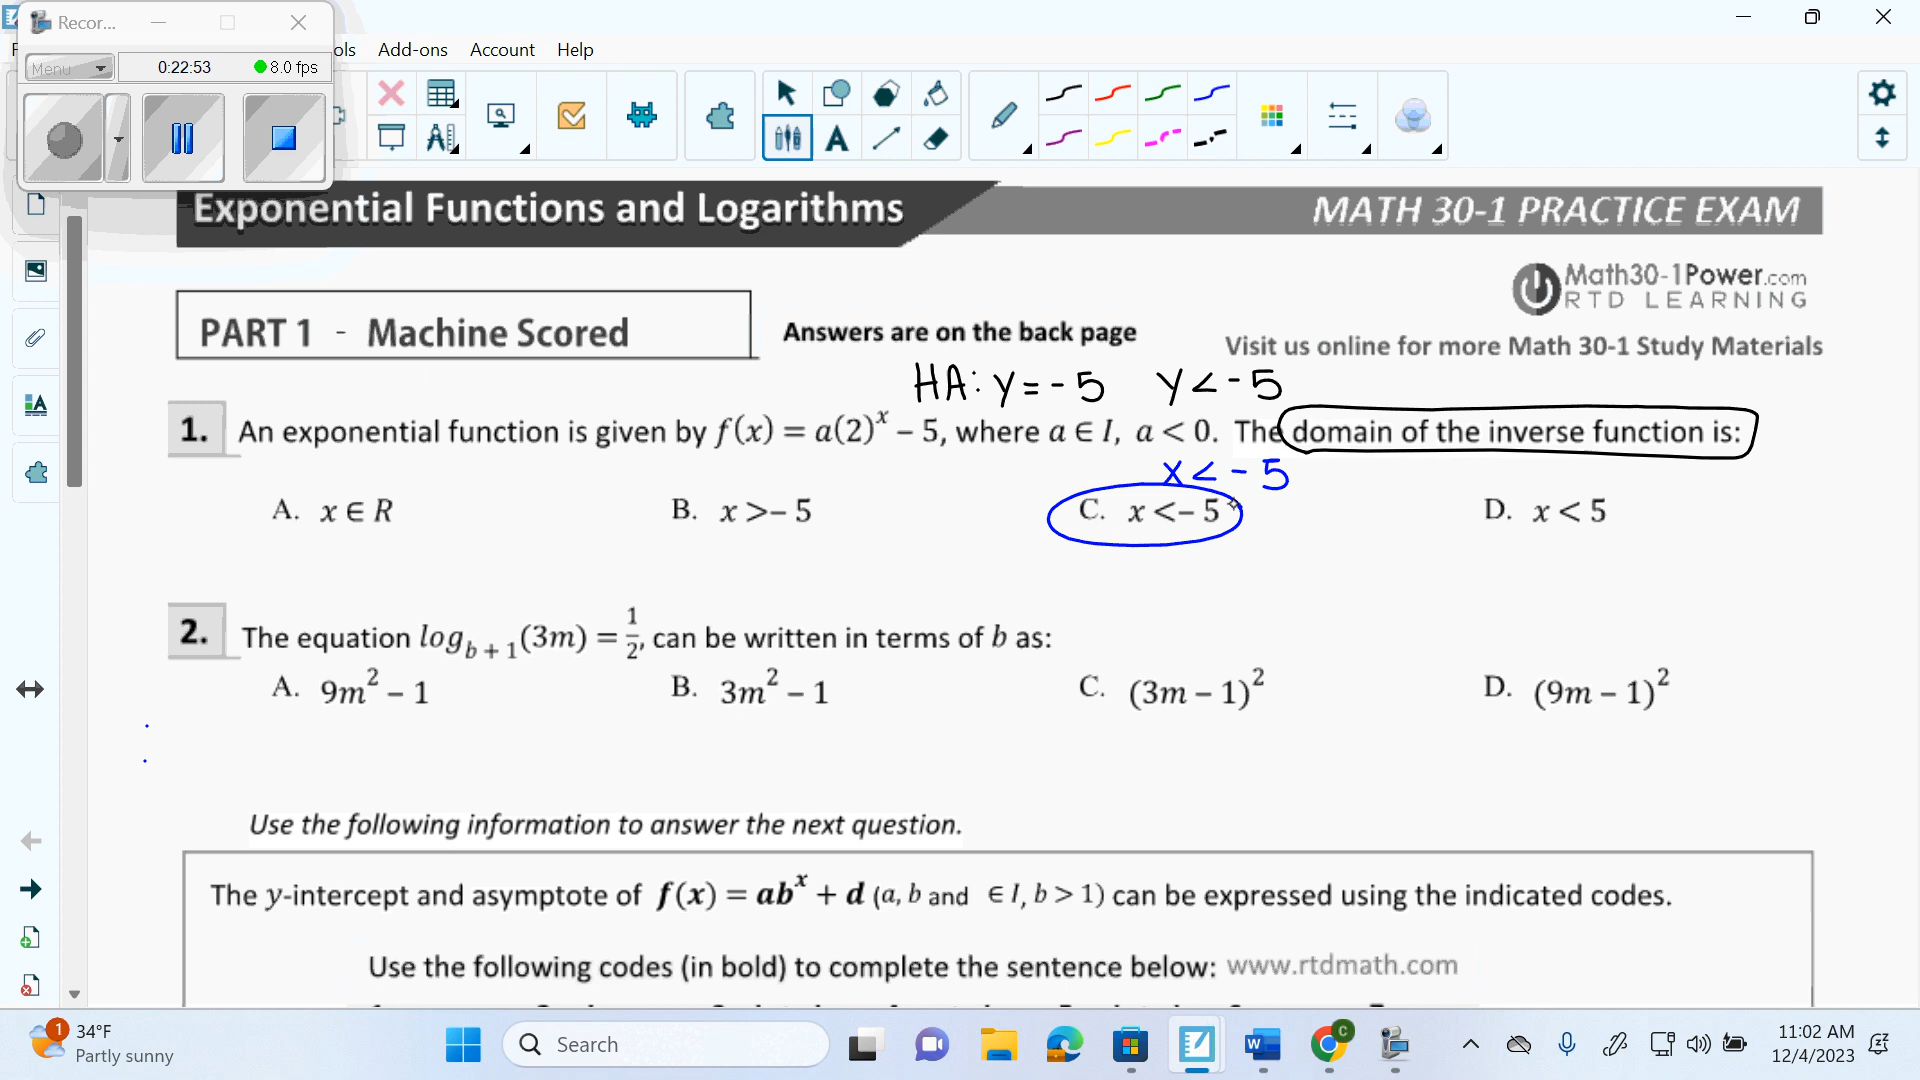 Recor...
Menu 0:22:53 8.0 fps
ols Add-ons Account Help
Exponential Functions and Logarithms MATH 30-1 PRACTICE EXAM
Math30-1Power.com
RTD LEARNING
PART 1 - Machine Scored Answers are on the back page
Visit us online for more Math 30-1 Study Materials
HA: y = -5 y < -5
1. An exponential function is given by f(x) = a(2)^x – 5, where a ∈ I, a < 0. The domain of the inverse function is:
x < -5
A. x ∈ R B. x >– 5 C. x <– 5 D. x < 5
2. The equation log_{b + 1}(3m) = 1/2, can be written in terms of b as:
A. 9m² – 1 B. 3m² – 1 C. (3m – 1)² D. (9m – 1)²
Use the following information to answer the next question.
The y-intercept and asymptote of f(x) = ab^x + d (a, b and ∈ I, b > 1) can be expressed using the indicated codes.
Use the following codes (in bold) to complete the sentence below: www.rtdmath.com
1 34°F
Partly sunny
Search
11:02 AM
12/4/2023